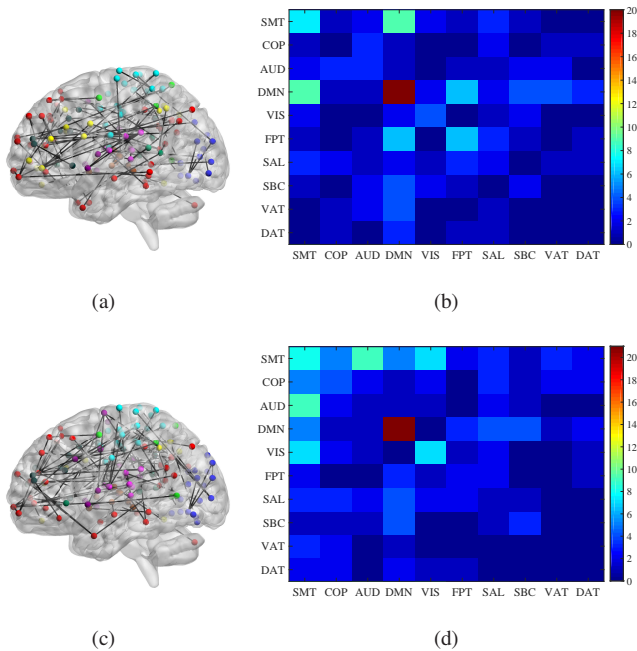 SMT
COP
AUD
DMN
VIS
FPT
SAL
SBC
VAT
DAT
SMT COP AUD DMN VIS FPT SAL SBC VAT DAT
20
18
16
14
12
10
8
6
4
2
0
(a) (b)
SMT
COP
AUD
DMN
VIS
FPT
SAL
SBC
VAT
DAT
SMT COP AUD DMN VIS FPT SAL SBC VAT DAT
20
18
16
14
12
10
8
6
4
2
0
(c) (d)